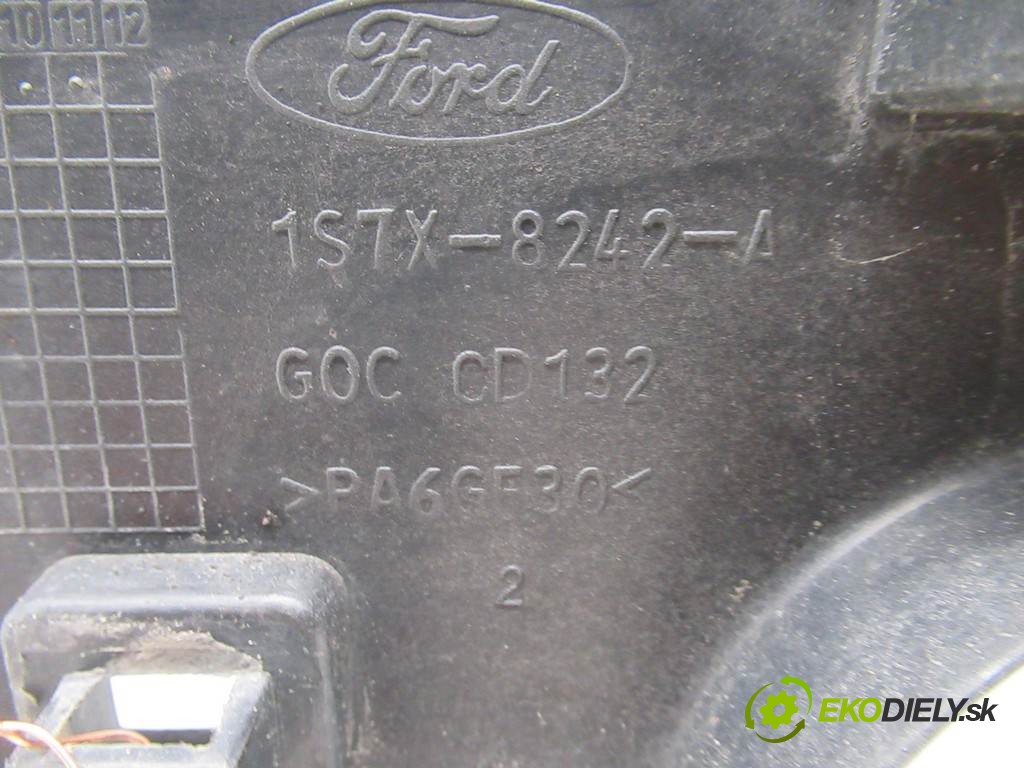 10 11 12
Ford
1S7X-8242-A
GOC CD132
>PA6GF30<
2
EKODIELY.sk